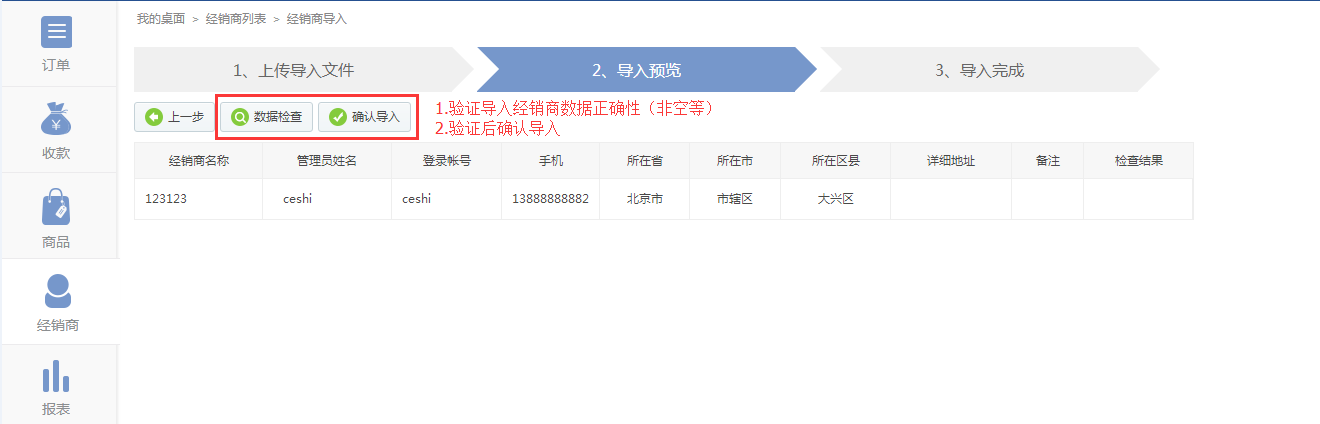 我的桌面 > 经销商列表 > 经销商导入
订单
收款
商品
经销商
报表
1、上传导入文件
2、导入预览
3、导入完成
上一步
数据检查
确认导入
1.验证导入经销商数据正确性（非空等）
2.验证后确认导入
经销商名称 管理员姓名 登录帐号 手机 所在省 所在市 所在区县 详细地址 备注 检查结果
123123 ceshi ceshi 13888888882 北京市 市辖区 大兴区